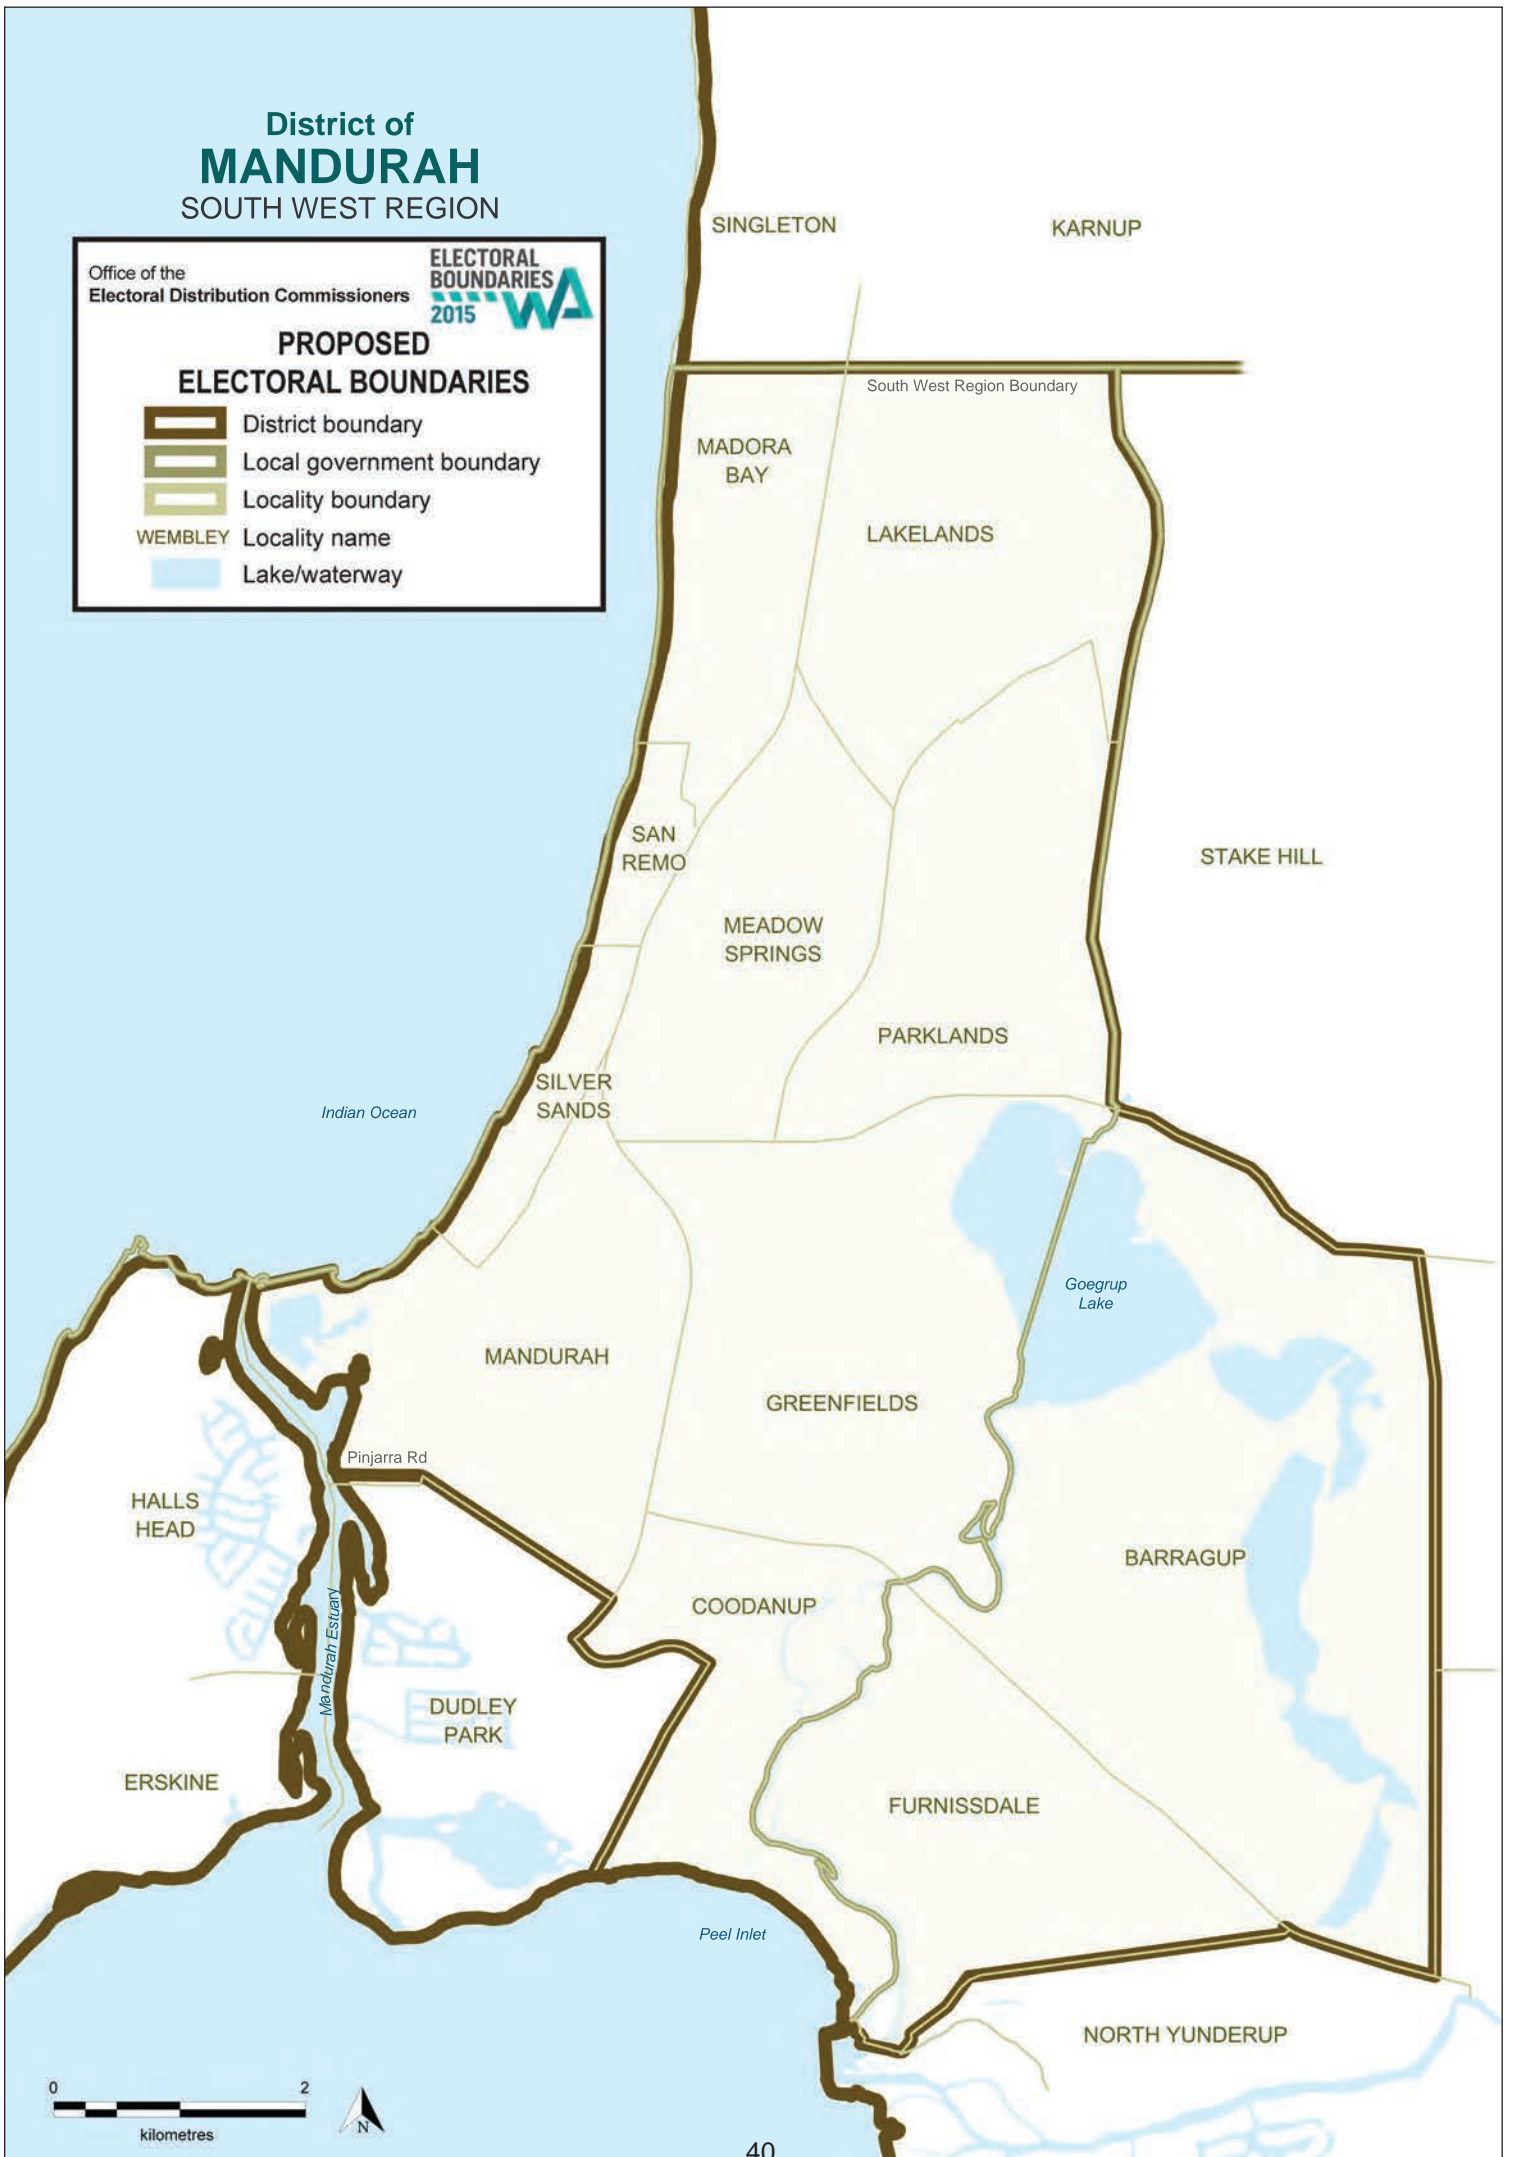 District of
MANDURAH
SOUTH WEST REGION
Office of the
Electoral Distribution Commissioners
ELECTORAL
BOUNDARIES
2015 WA
PROPOSED
ELECTORAL BOUNDARIES
District boundary
Local government boundary
Locality boundary
WEMBLEY Locality name
Lake/waterway
SINGLETON
KARNUP
South West Region Boundary
MADORA
BAY
LAKELANDS
SAN
REMO
STAKE HILL
MEADOW
SPRINGS
PARKLANDS
SILVER
SANDS
Indian Ocean
Goegrup
Lake
MANDURAH
GREENFIELDS
Pinjarra Rd
HALLS
HEAD
BARRAGUP
COODANUP
Mandurah Estuary
DUDLEY
PARK
ERSKINE
FURNISSDALE
Peel Inlet
NORTH YUNDERUP
0 2
kilometres
N
40